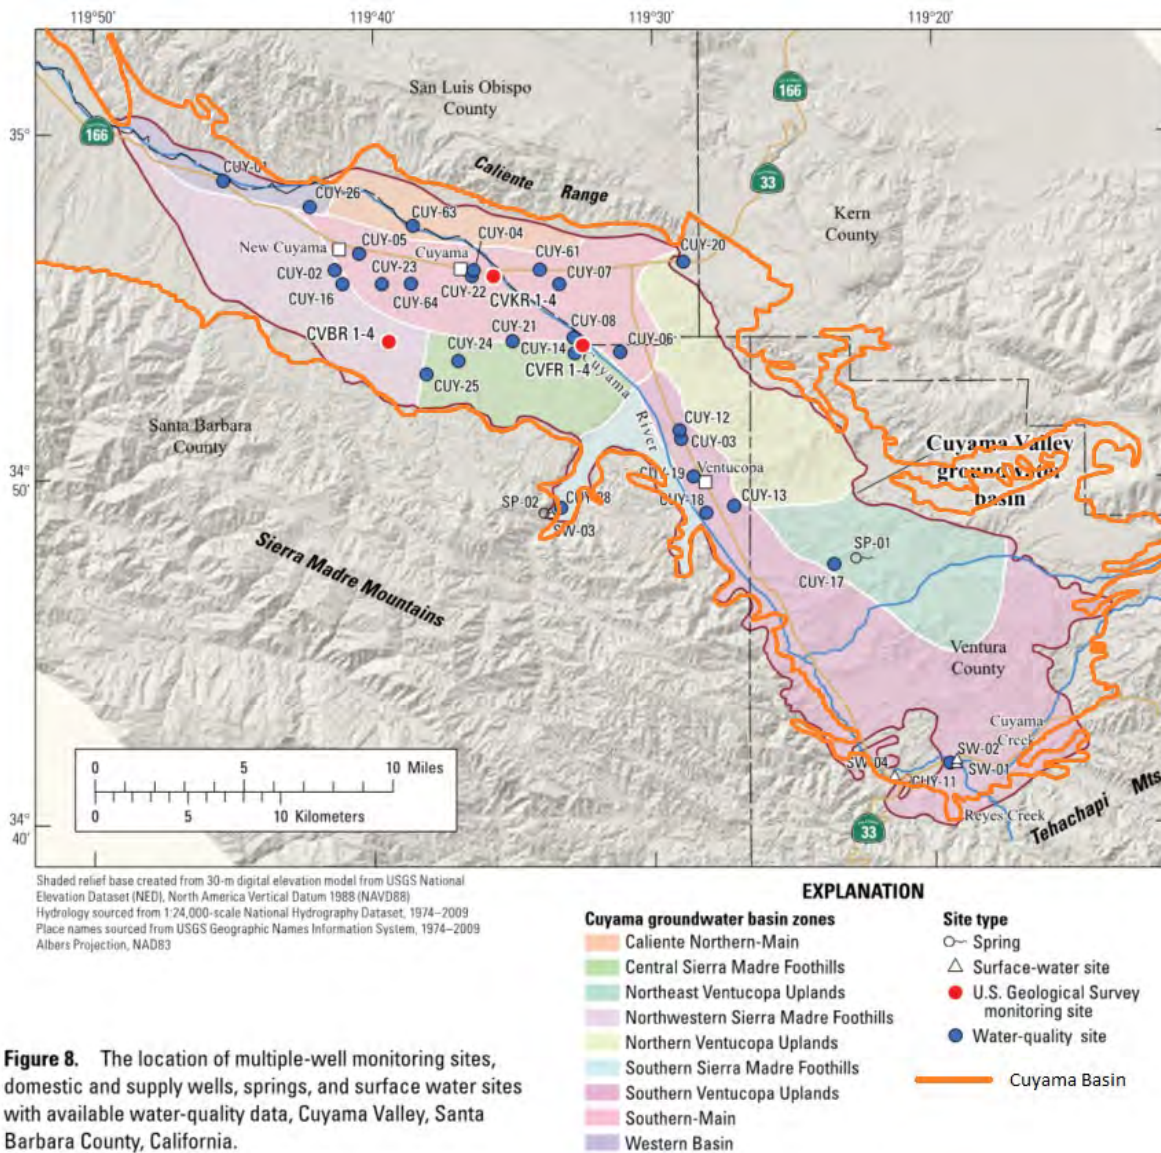 119°50' 119°40' 119°30' 119°20'
35°
34°
50'
34°
40'
San Luis Obispo
County
Caliente Range
Kern
County
Santa Barbara
County
Sierra Madre Mountains
Ventura
County
Tehachapi Mts
Cuyama Valley
groundwater
basin
166
166
33
33
CUY-01
CUY-26
CUY-63
CUY-04
CUY-20
New Cuyama
CUY-05
Cuyama
CUY-61
CUY-02
CUY-23
CUY-07
CUY-16
CUY-64
CUY-22
CVKR 1-4
CVBR 1-4
CUY-21
CUY-08
CUY-24
CUY-14
CUY-06
CVFR 1-4
CUY-25
Cuyama River
CUY-12
CUY-03
CUY-19
Ventucopa
CUY-18
CUY-13
SP-02
CUY-28
SW-03
SP-01
CUY-17
Cuyama
Creek
SW-02
SW-04
SW-01
CUY-11
Reyes Creek
0 5 10 Miles
0 5 10 Kilometers
Shaded relief base created from 30-m digital elevation model from USGS National
Elevation Dataset (NED), North America Vertical Datum 1988 (NAVD88)
Hydrology sourced from 1:24,000-scale National Hydrography Dataset, 1974–2009
Place names sourced from USGS Geographic Names Information System, 1974–2009
Albers Projection, NAD83
EXPLANATION
Cuyama groundwater basin zones
Caliente Northern-Main
Central Sierra Madre Foothills
Northeast Ventucopa Uplands
Northwestern Sierra Madre Foothills
Northern Ventucopa Uplands
Southern Sierra Madre Foothills
Southern Ventucopa Uplands
Southern-Main
Western Basin
Site type
Spring
Surface-water site
U.S. Geological Survey
monitoring site
Water-quality site
Cuyama Basin
Figure 8. The location of multiple-well monitoring sites,
domestic and supply wells, springs, and surface water sites
with available water-quality data, Cuyama Valley, Santa
Barbara County, California.